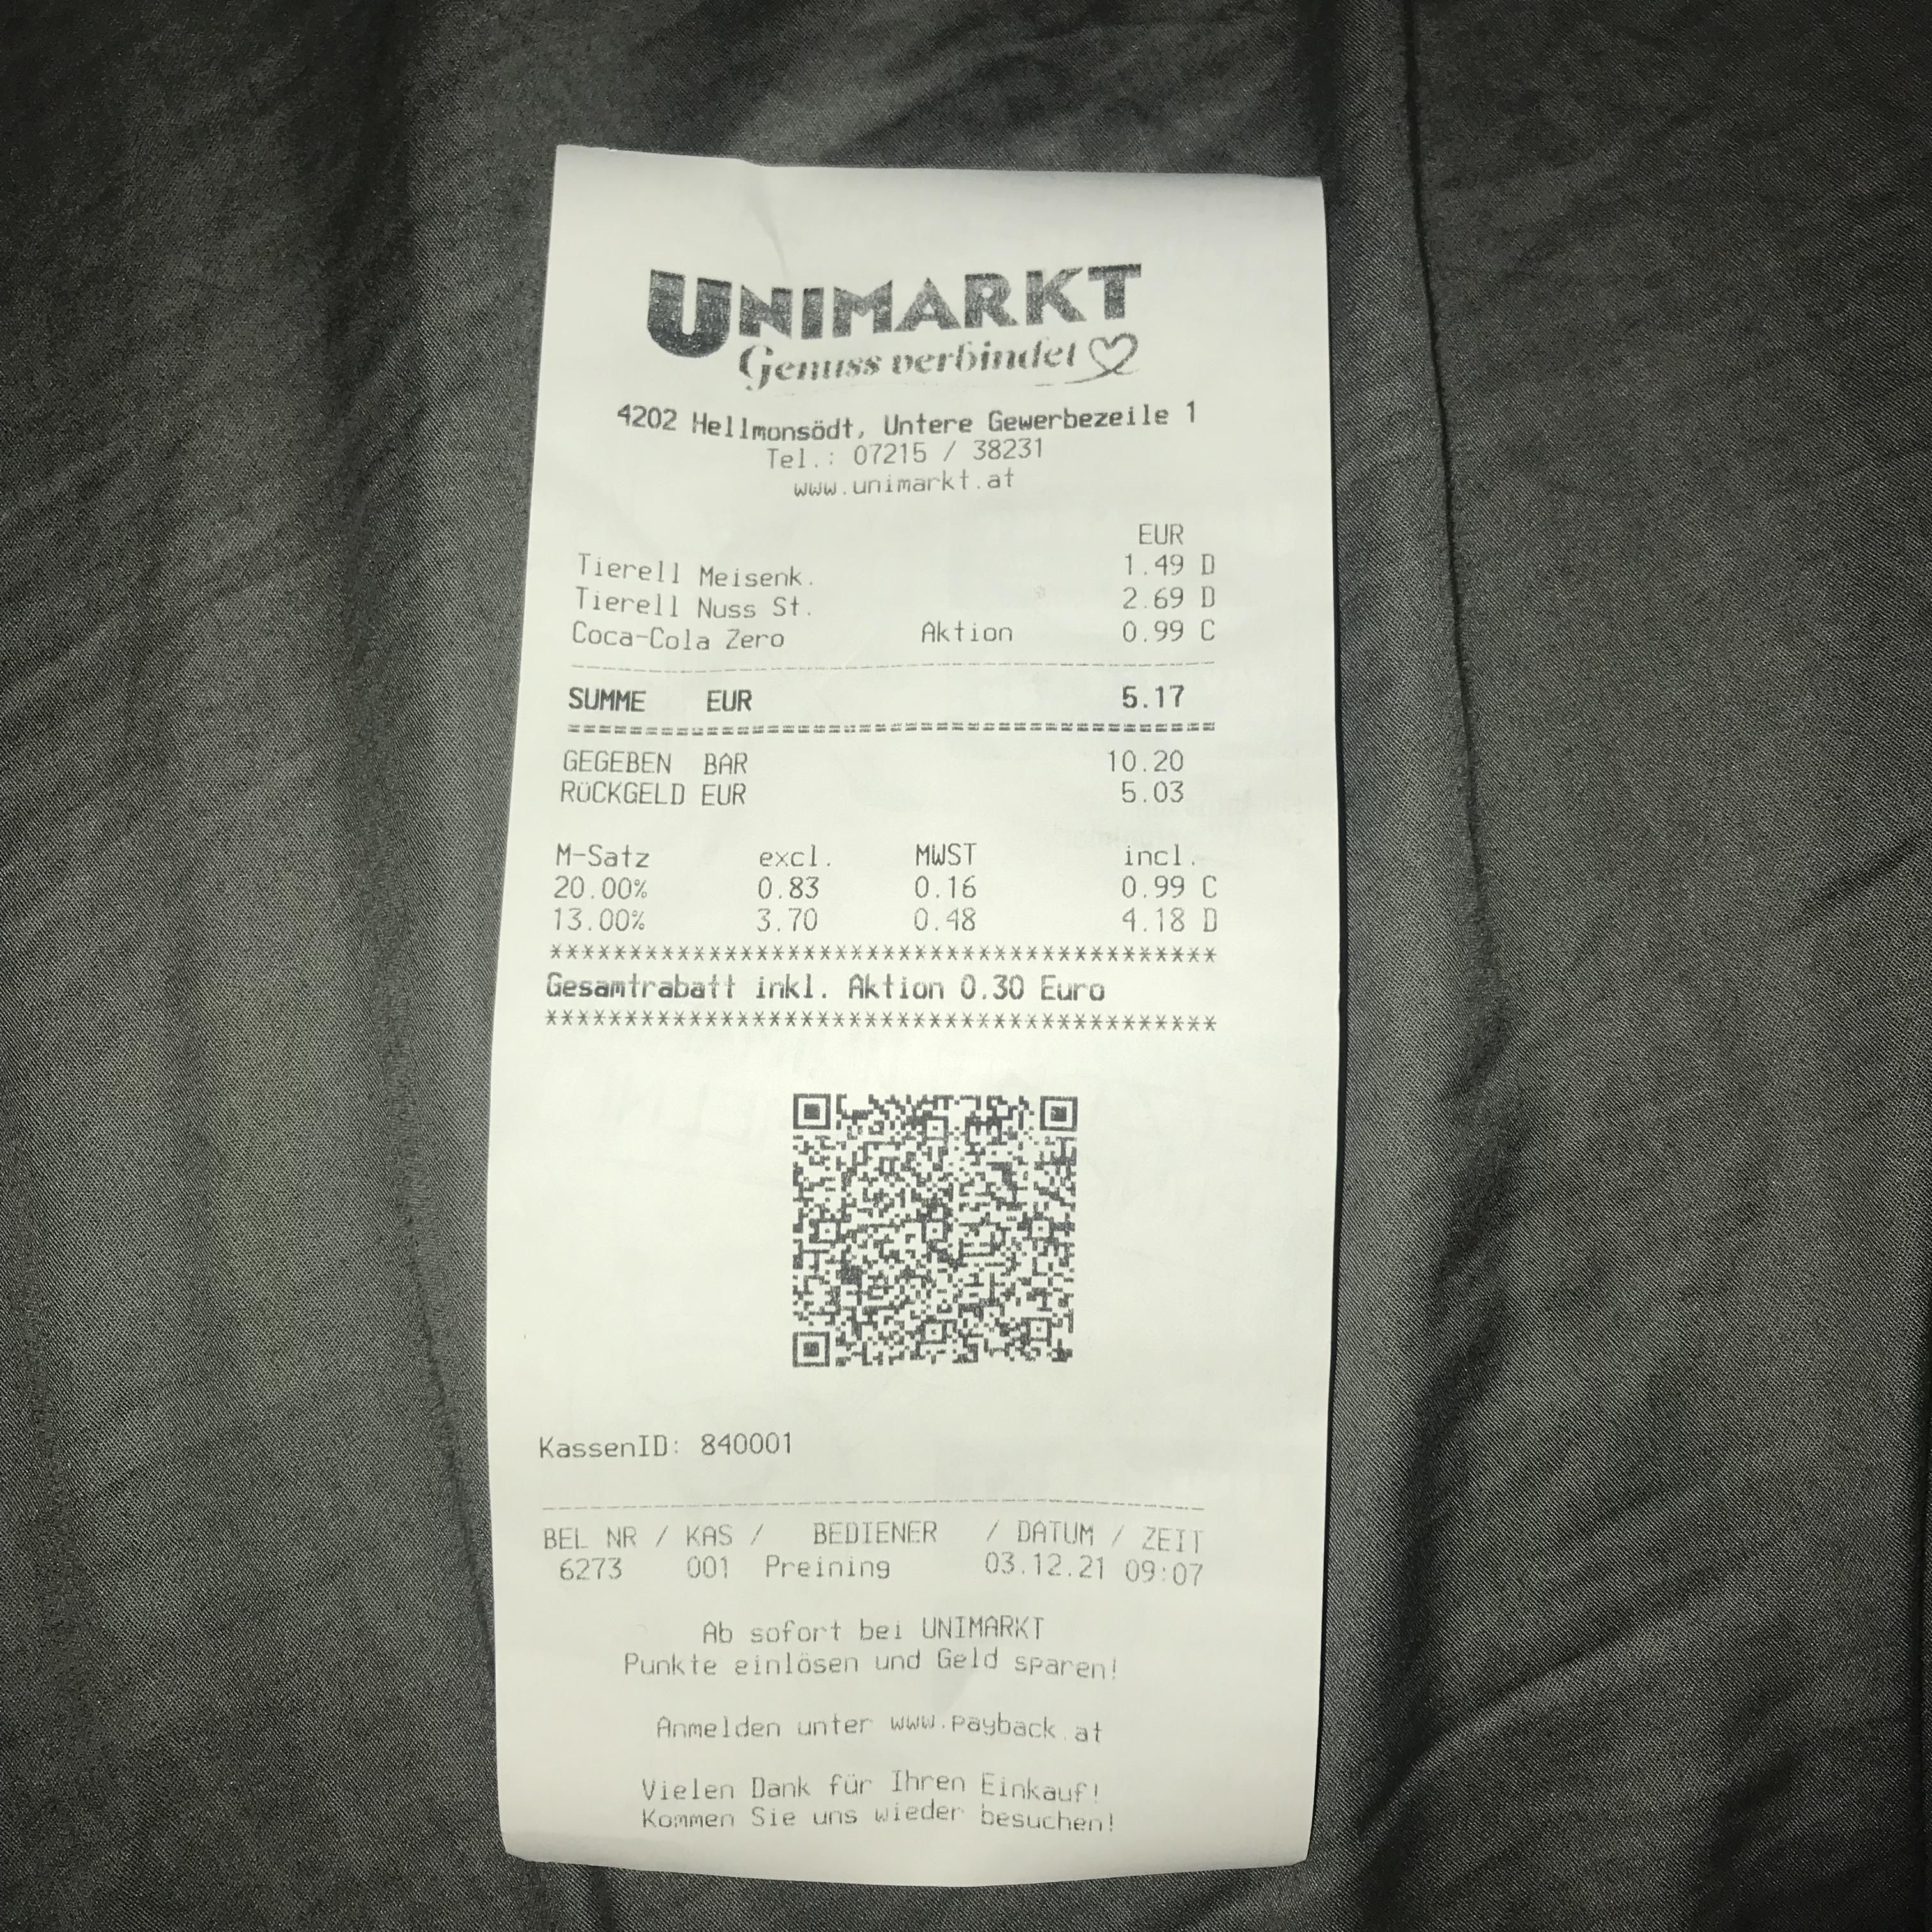 UNIMARKT
Genuss verbindet
4202 Hellmonsödt, Untere Gewerbezeile 1
Tel.: 07215 / 38231
www.unimarkt.at
EUR
Tierell Meisenk. 1.49 D
Tierell Nuss St. 2.69 D
Coca-Cola Zero Aktion 0.99 C
SUMME EUR 5.17
GEGEBEN BAR 10.20
RÜCKGELD EUR 5.03
M-Satz excl. MWST incl.
20.00% 0.83 0.16 0.99 C
13.00% 3.70 0.48 4.18 D
******************************************
Gesamtrabatt inkl. Aktion 0.30 Euro
******************************************
KassenID: 840001
BEL NR / KAS / BEDIENER / DATUM / ZEIT
6273 001 Preining 03.12.21 09:07
Ab sofort bei UNIMARKT
Punkte einlösen und Geld sparen!
Anmelden unter www.payback.at
Vielen Dank für Ihren Einkauf!
Kommen Sie uns wieder besuchen!